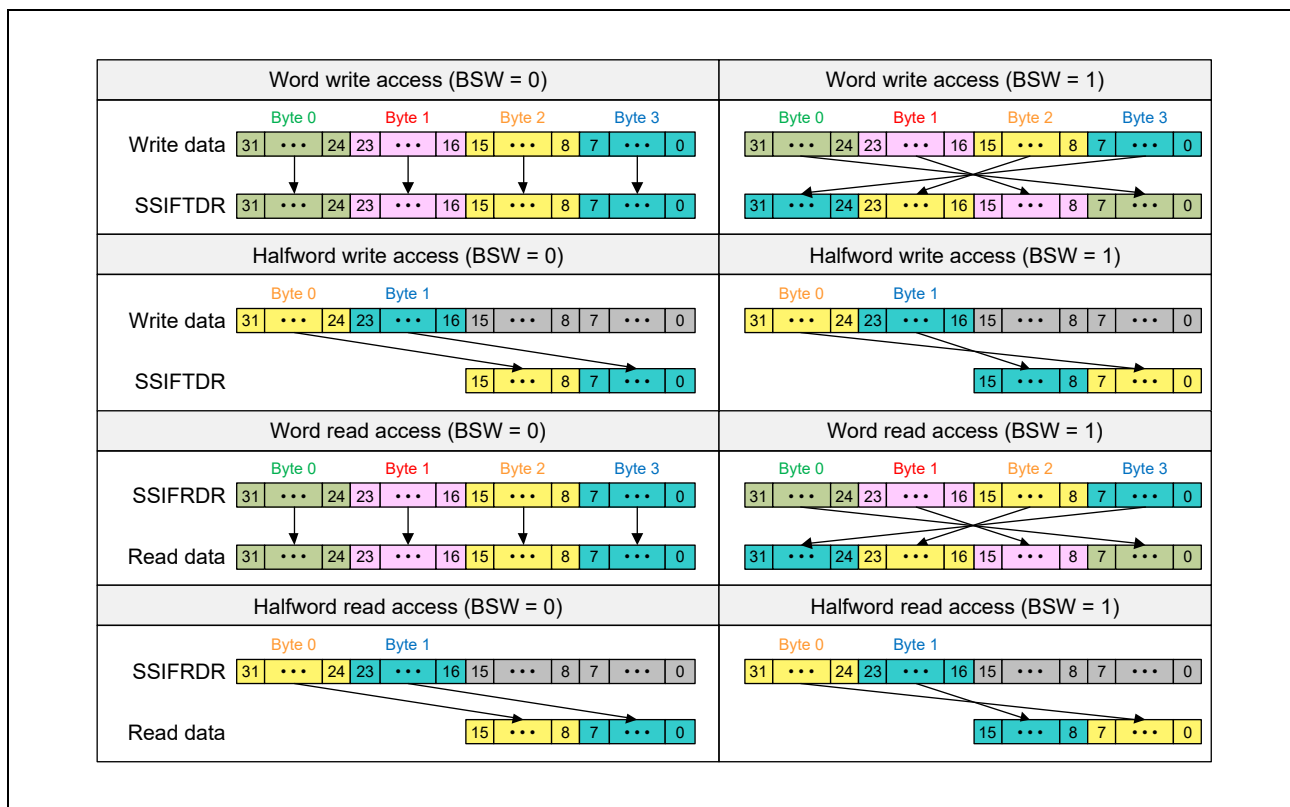 Word write access (BSW = 0) Word write access (BSW = 1)
Byte 0 Byte 1 Byte 2 Byte 3 Byte 0 Byte 1 Byte 2 Byte 3
Write data 31 ••• 24 23 ••• 16 15 ••• 8 7 ••• 0 31 ••• 24 23 ••• 16 15 ••• 8 7 ••• 0
SSIFTDR 31 ••• 24 23 ••• 16 15 ••• 8 7 ••• 0 31 ••• 24 23 ••• 16 15 ••• 8 7 ••• 0
Halfword write access (BSW = 0) Halfword write access (BSW = 1)
Byte 0 Byte 1 Byte 0 Byte 1
Write data 31 ••• 24 23 ••• 16 15 ••• 8 7 ••• 0 31 ••• 24 23 ••• 16 15 ••• 8 7 ••• 0
SSIFTDR 15 ••• 8 7 ••• 0 15 ••• 8 7 ••• 0
Word read access (BSW = 0) Word read access (BSW = 1)
Byte 0 Byte 1 Byte 2 Byte 3 Byte 0 Byte 1 Byte 2 Byte 3
SSIFRDR 31 ••• 24 23 ••• 16 15 ••• 8 7 ••• 0 31 ••• 24 23 ••• 16 15 ••• 8 7 ••• 0
Read data 31 ••• 24 23 ••• 16 15 ••• 8 7 ••• 0 31 ••• 24 23 ••• 16 15 ••• 8 7 ••• 0
Halfword read access (BSW = 0) Halfword read access (BSW = 1)
Byte 0 Byte 1 Byte 0 Byte 1
SSIFRDR 31 ••• 24 23 ••• 16 15 ••• 8 7 ••• 0 31 ••• 24 23 ••• 16 15 ••• 8 7 ••• 0
Read data 15 ••• 8 7 ••• 0 15 ••• 8 7 ••• 0